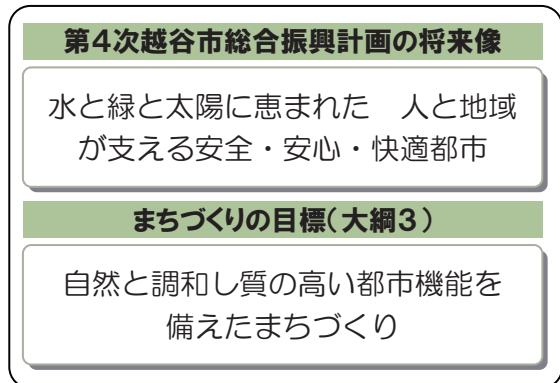 第4次越谷市総合振興計画の将来像
水と緑と太陽に恵まれた　人と地域
が支える安全・安心・快適都市
まちづくりの目標（大綱3）
自然と調和し質の高い都市機能を
備えたまちづくり